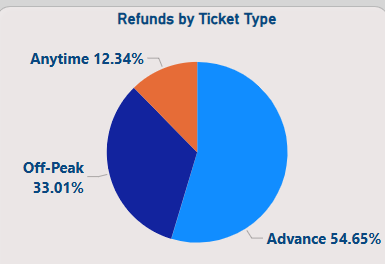 Refunds by Ticket Type
Anytime 12.34%
Off-Peak
33.01%
Advance 54.65%